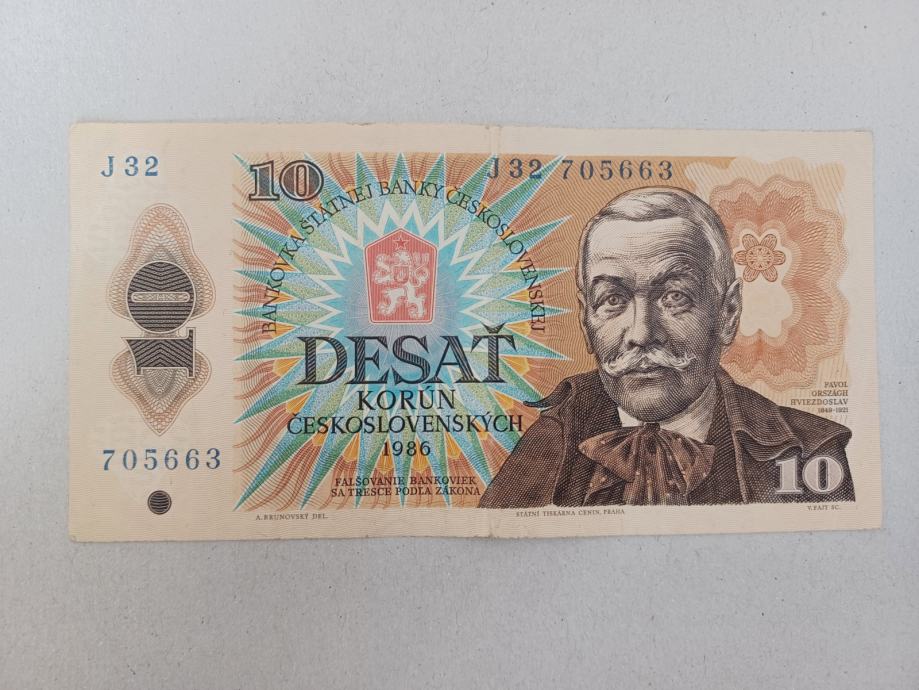 J 32
10
J 32 705663
BANKOVKA ŠTÁTNEJ BANKY ČESKOSLOVENSKEJ
10
DESAŤ
KORÚN
ČESKOSLOVENSKÝCH
1986
PAVOL
ORSZÁGH
HVIEZDOSLAV
1849-1921
705663
FALŠOVANIE BANKOVIEK
SA TRESCE PODĽA ZÁKONA
10
A. BRUNOVSKÝ DEL.
STÁTNÍ TISKÁRNA CENIN, PRAHA
V. FAJT SC.